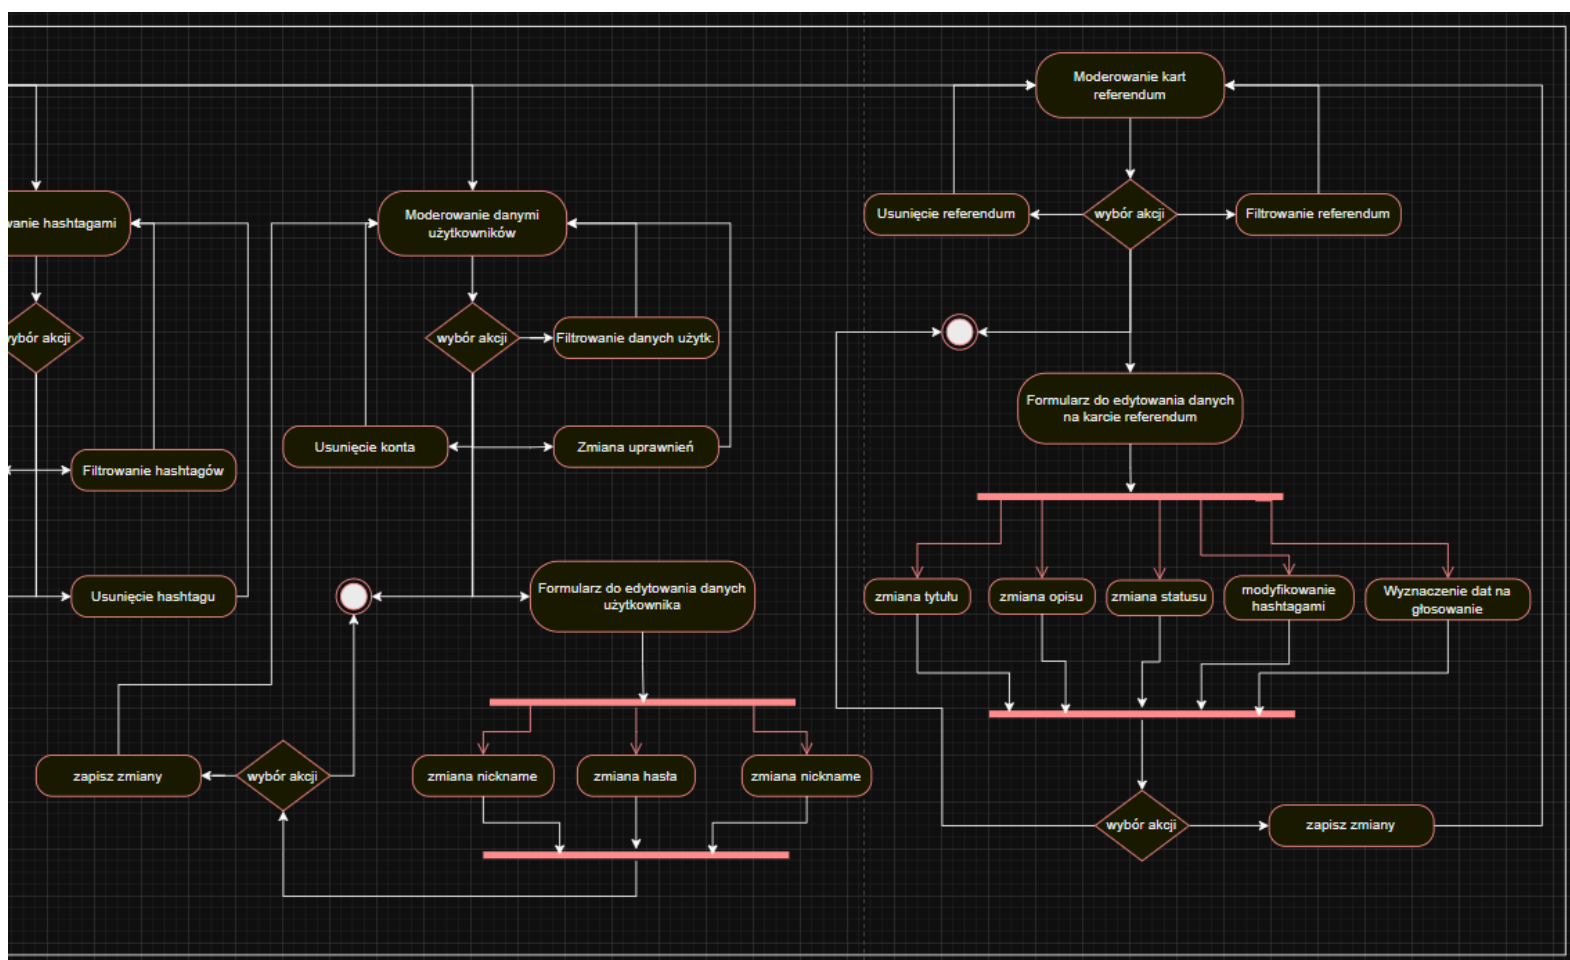 Moderowanie kart
referendum
Usunięcie referendum
wybór akcji
Filtrowanie referendum
hashtagami
Moderowanie danymi
użytkowników
wybór akcji
wybór akcji
Filtrowanie danych użytk.
Formularz do edytowania danych
na karcie referendum
Usunięcie konta
Zmiana uprawnień
Filtrowanie hashtagów
Usunięcie hashtagu
Formularz do edytowania danych
użytkownika
zmiana tytułu
zmiana opisu
zmiana statusu
modyfikowanie
hashtagami
Wyznaczenie dat na
głosowanie
zapisz zmiany
wybór akcji
zmiana nickname
zmiana hasła
zmiana nickname
wybór akcji
zapisz zmiany